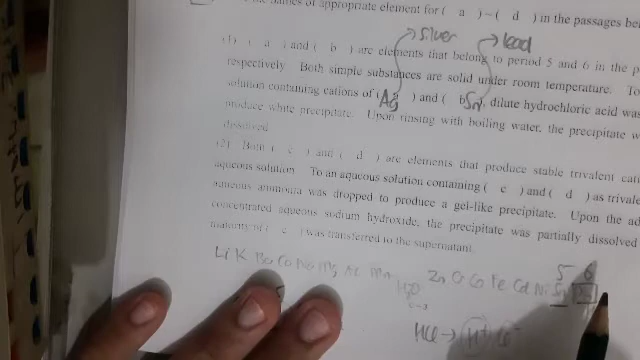 names of appropriate element for ( a ) – ( d ) in the passages
silver
lead
(1) ( a ) and ( b ) are elements that belong to period 5 and 6 in the p
respectively. Both simple substances are solid under room temperature. To
solution containing cations of ( Ag ) and ( b Sn ), dilute hydrochloric acid was
produce white precipitate. Upon rinsing with boiling water, the precipitate w
dissolved
(2) Both ( c ) and ( d ) are elements that produce stable trivalent cati
aqueous solution. To an aqueous solution containing ( c ) and ( d ) as trivale
aqueous ammonia was dropped to produce a gel-like precipitate. Upon the ad
concentrated aqueous sodium hydroxide, the precipitate was partially dissolved
majority of ( c ) was transferred to the supernatant.
5 6
Li K Ba Ca Na Mg Al Mn H2O Zn Cr Co Fe Cd Ni Sn
HCl → H+ Cl-